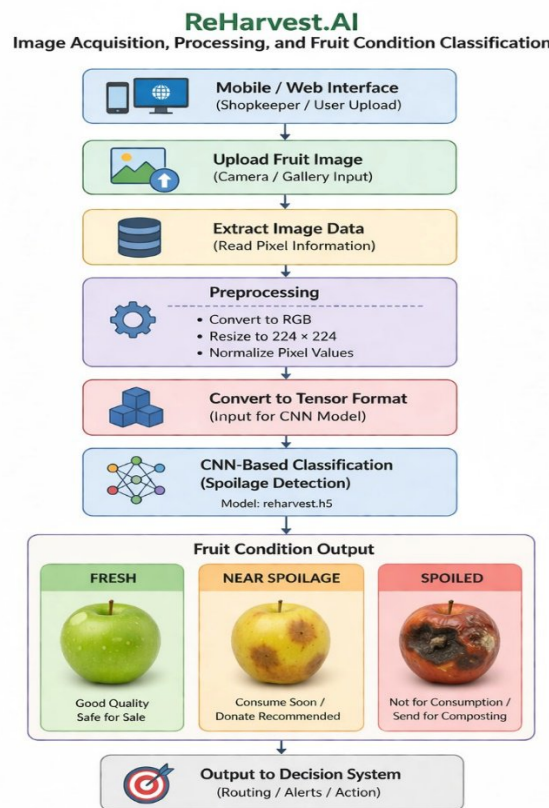 ReHarvest.AI
Image Acquisition, Processing, and Fruit Condition Classification
Mobile / Web Interface
(Shopkeeper / User Upload)
Upload Fruit Image
(Camera / Gallery Input)
Extract Image Data
(Read Pixel Information)
Preprocessing
• Convert to RGB
• Resize to 224 × 224
• Normalize Pixel Values
Convert to Tensor Format
(Input for CNN Model)
CNN-Based Classification
(Spoilage Detection)
Model: reharvest.h5
Fruit Condition Output
FRESH
Good Quality
Safe for Sale
NEAR SPOILAGE
Consume Soon /
Donate Recommended
SPOILED
Not for Consumption /
Send for Composting
Output to Decision System
(Routing / Alerts / Action)